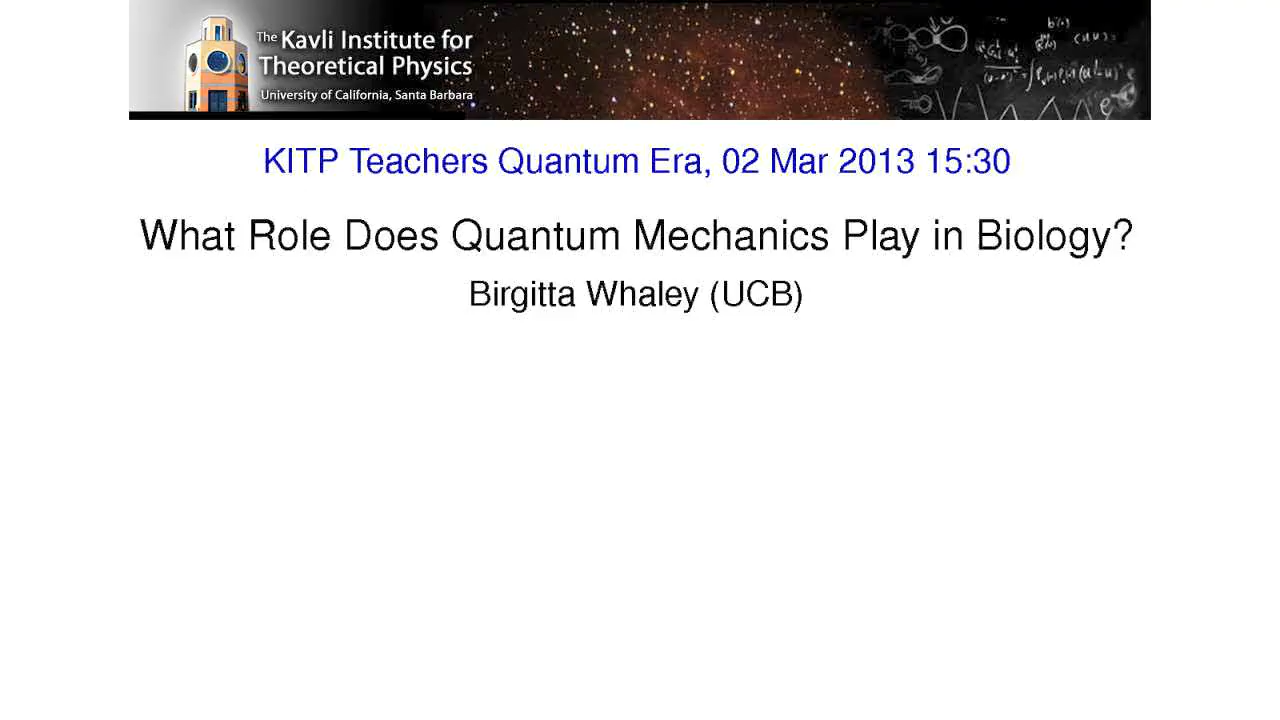 The Kavli Institute for
Theoretical Physics
University of California, Santa Barbara
KITP Teachers Quantum Era, 02 Mar 2013 15:30
What Role Does Quantum Mechanics Play in Biology?
Birgitta Whaley (UCB)